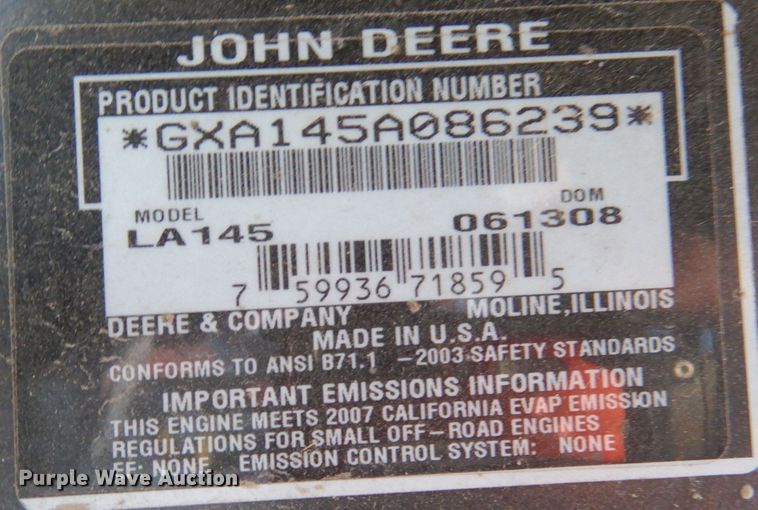 JOHN DEERE
PRODUCT IDENTIFICATION NUMBER
*GXA145A086239*
MODEL DOM
LA145 061308
7 59936 71859 5
DEERE & COMPANY MOLINE, ILLINOIS
MADE IN U.S.A.
CONFORMS TO ANSI B71.1 -2003 SAFETY STANDARDS
IMPORTANT EMISSIONS INFORMATION
THIS ENGINE MEETS 2007 CALIFORNIA EVAP EMISSION
REGULATIONS FOR SMALL OFF-ROAD ENGINES
EF: NONE EMISSION CONTROL SYSTEM: NONE
Purple Wave Auction